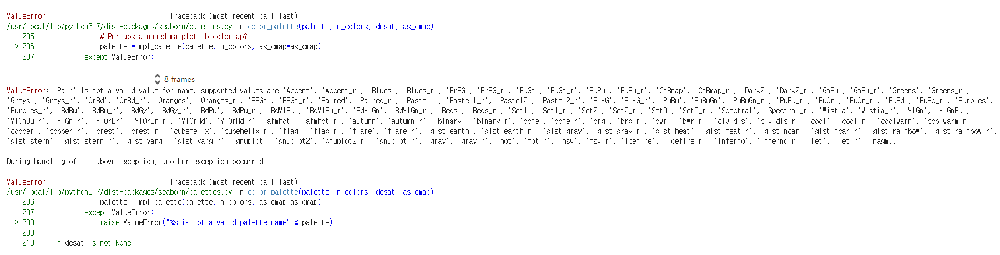 ---------------------------------------------------------------------------
ValueError                                Traceback (most recent call last)
/usr/local/lib/python3.7/dist-packages/seaborn/palettes.py in color_palette(palette, n_colors, desat, as_cmap)
    205                 # Perhaps a named matplotlib colormap?
--> 206                 palette = mpl_palette(palette, n_colors, as_cmap=as_cmap)
    207             except ValueError:
8 frames
ValueError: 'Pair' is not a valid value for name; supported values are 'Accent', 'Accent_r', 'Blues', 'Blues_r', 'BrBG', 'BrBG_r', 'BuGn', 'BuGn_r', 'BuPu', 'BuPu_r', 'CMRmap', 'CMRmap_r', 'Dark2', 'Dark2_r', 'GnBu', 'GnBu_r', 'Greens', 'Greens_r',
'Greys', 'Greys_r', 'OrRd', 'OrRd_r', 'Oranges', 'Oranges_r', 'PRGn', 'PRGn_r', 'Paired', 'Paired_r', 'Pastel1', 'Pastel1_r', 'Pastel2', 'Pastel2_r', 'PiYG', 'PiYG_r', 'PuBu', 'PuBuGn', 'PuBuGn_r', 'PuBu_r', 'PuOr', 'PuOr_r', 'PuRd', 'PuRd_r', 'Purples',
'Purples_r', 'RdBu', 'RdBu_r', 'RdGy', 'RdGy_r', 'RdPu', 'RdPu_r', 'RdYlBu', 'RdYlBu_r', 'RdYlGn', 'RdYlGn_r', 'Reds', 'Reds_r', 'Set1', 'Set1_r', 'Set2', 'Set2_r', 'Set3', 'Set3_r', 'Spectral', 'Spectral_r', 'Wistia', 'Wistia_r', 'YlGn', 'YlGnBu',
'YlGnBu_r', 'YlGn_r', 'YlOrBr', 'YlOrBr_r', 'YlOrRd', 'YlOrRd_r', 'afmhot', 'afmhot_r', 'autumn', 'autumn_r', 'binary', 'binary_r', 'bone', 'bone_r', 'brg', 'brg_r', 'bwr', 'bwr_r', 'cividis', 'cividis_r', 'cool', 'cool_r', 'coolwarm', 'coolwarm_r',
'copper', 'copper_r', 'crest', 'crest_r', 'cubehelix', 'cubehelix_r', 'flag', 'flag_r', 'flare', 'flare_r', 'gist_earth', 'gist_earth_r', 'gist_gray', 'gist_gray_r', 'gist_heat', 'gist_heat_r', 'gist_ncar', 'gist_ncar_r', 'gist_rainbow', 'gist_rainbow_r',
'gist_stern', 'gist_stern_r', 'gist_yarg', 'gist_yarg_r', 'gnuplot', 'gnuplot2', 'gnuplot2_r', 'gnuplot_r', 'gray', 'gray_r', 'hot', 'hot_r', 'hsv', 'hsv_r', 'icefire', 'icefire_r', 'inferno', 'inferno_r', 'jet', 'jet_r', 'magm...
During handling of the above exception, another exception occurred:
ValueError                                Traceback (most recent call last)
/usr/local/lib/python3.7/dist-packages/seaborn/palettes.py in color_palette(palette, n_colors, desat, as_cmap)
    206                 palette = mpl_palette(palette, n_colors, as_cmap=as_cmap)
    207             except ValueError:
--> 208                 raise ValueError("%s is not a valid palette name" % palette)
    209
    210     if desat is not None: